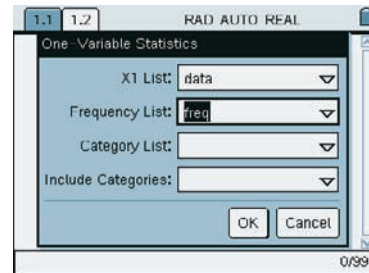 1.1 1.2 RAD AUTO REAL
One-Variable Statistics
X1 List: data
Frequency List: freq
Category List:
Include Categories:
OK Cancel
0/99